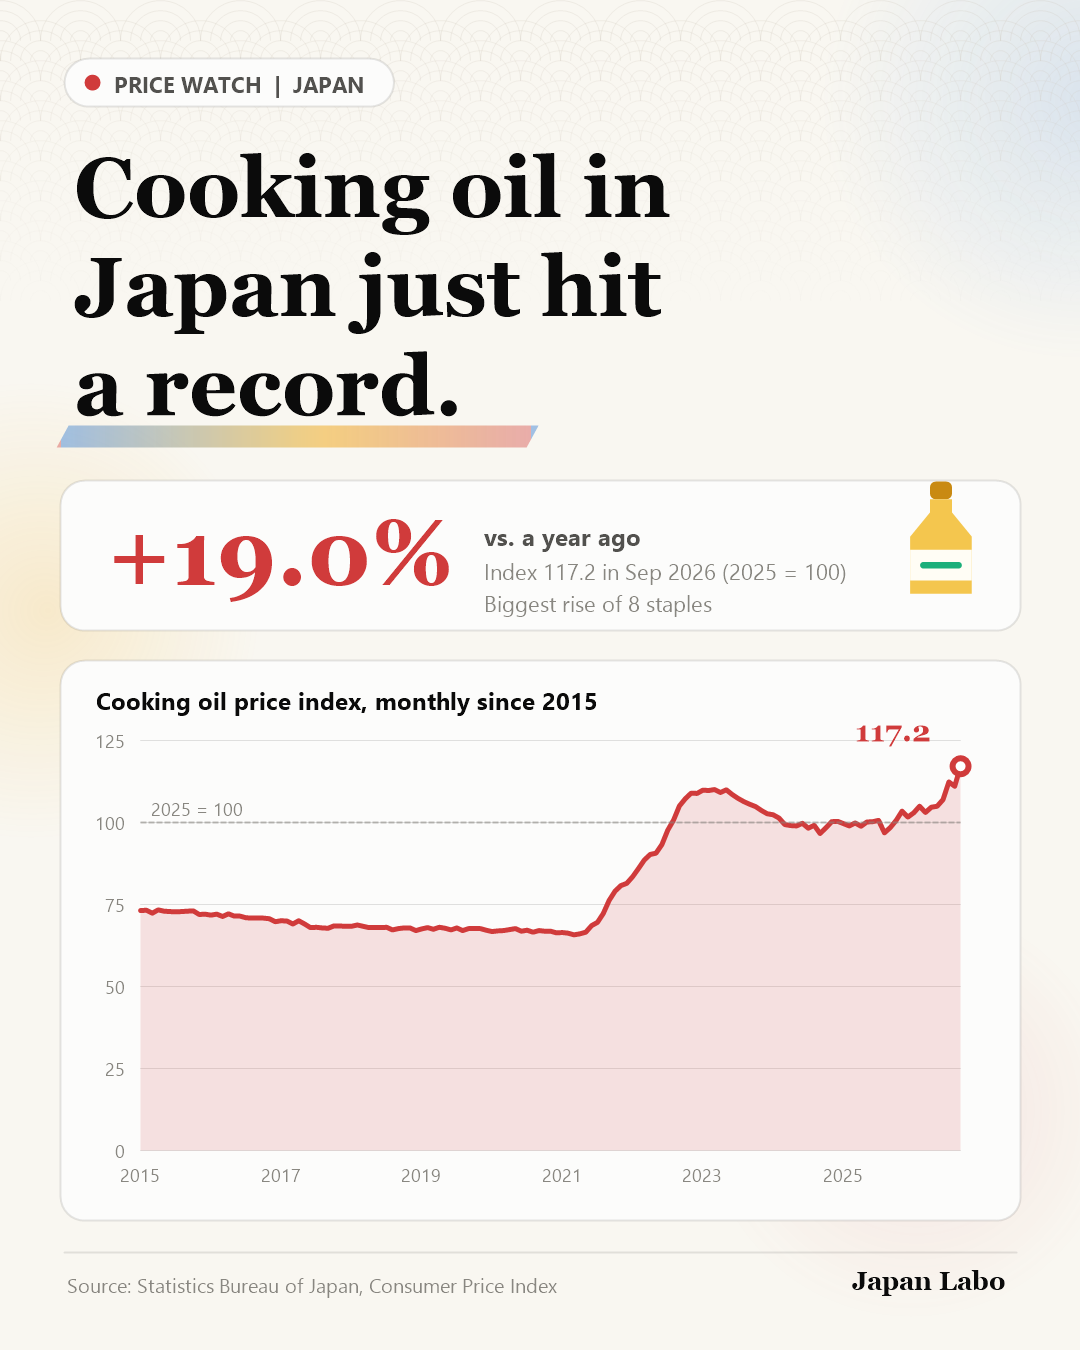 PRICE WATCH | JAPAN
Cooking oil in
Japan just hit
a record.
+19.0%
vs. a year ago
Index 117.2 in Sep 2026 (2025 = 100)
Biggest rise of 8 staples
Cooking oil price index, monthly since 2015
117.2
125
2025 = 100
100
75
50
25
0
2015 2017 2019 2021 2023 2025
Source: Statistics Bureau of Japan, Consumer Price Index
Japan Labo